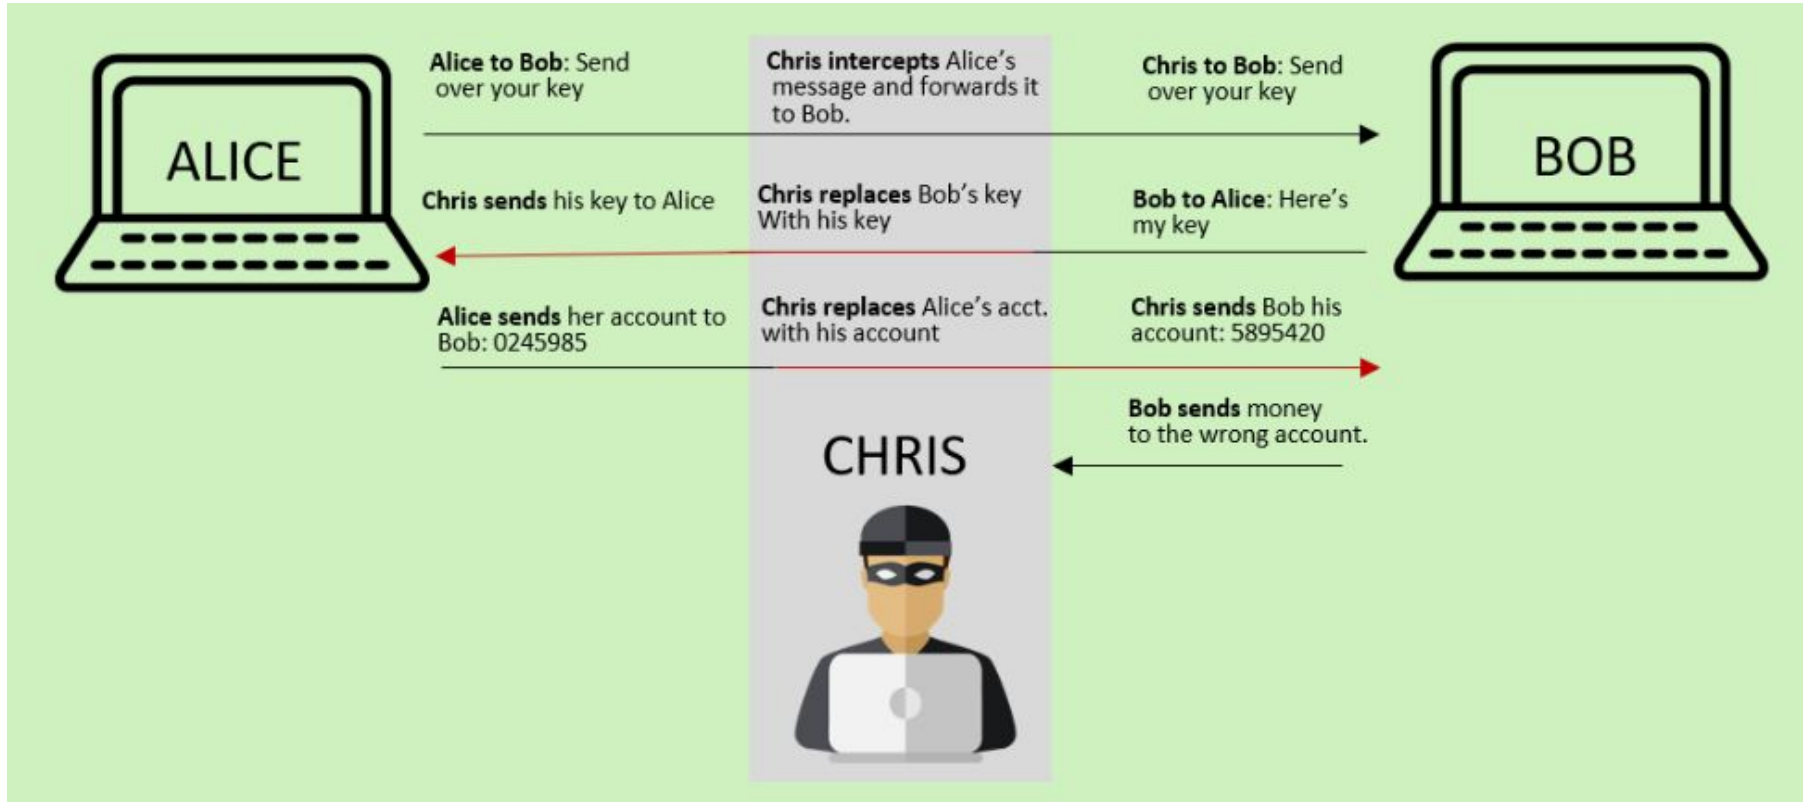 ALICE
Alice to Bob: Send
over your key
Chris intercepts Alice's
message and forwards it
to Bob.
Chris to Bob: Send
over your key
BOB
Chris sends his key to Alice
Chris replaces Bob's key
With his key
Bob to Alice: Here's
my key
Alice sends her account to
Bob: 0245985
Chris replaces Alice's acct.
with his account
Chris sends Bob his
account: 5895420
Bob sends money
to the wrong account.
CHRIS